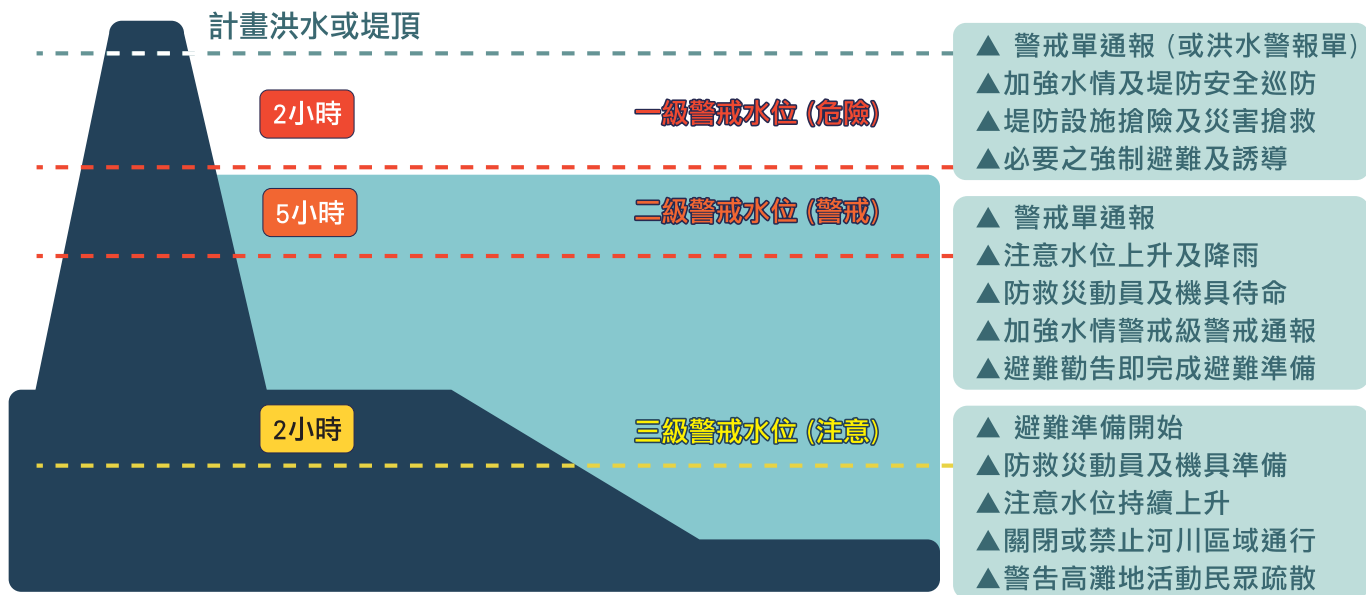 計畫洪水或堤頂
2小時
一級警戒水位 (危險)
▲ 警戒單通報 (或洪水警報單)
▲加強水情及堤防安全巡防
▲堤防設施搶險及災害搶救
▲必要之強制避難及誘導
5小時
二級警戒水位 (警戒)
▲ 警戒單通報
▲注意水位上升及降雨
▲防救災動員及機具待命
▲加強水情警戒級警戒通報
▲避難勸告即完成避難準備
2小時
三級警戒水位 (注意)
▲ 避難準備開始
▲防救災動員及機具準備
▲注意水位持續上升
▲關閉或禁止河川區域通行
▲警告高灘地活動民眾疏散